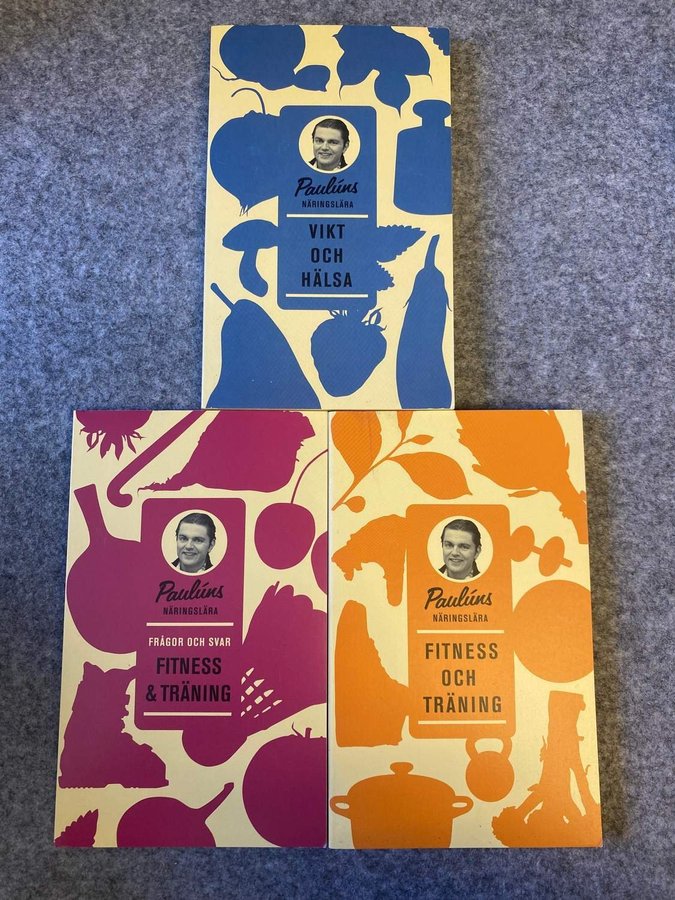 Paulúns
NÄRINGSLÄRA
VIKT
OCH
HÄLSA
Paulúns
NÄRINGSLÄRA
FRÅGOR OCH SVAR
FITNESS
& TRÄNING
Paulúns
NÄRINGSLÄRA
FITNESS
OCH
TRÄNING